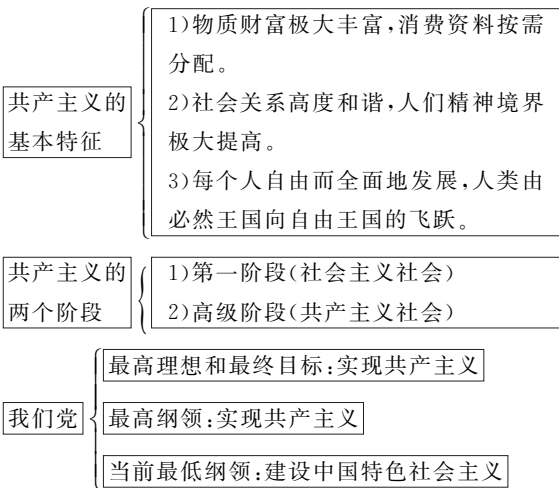 共产主义的
基本特征
1)物质财富极大丰富,消费资料按需
分配。
2)社会关系高度和谐,人们精神境界
极大提高。
3)每个人自由而全面地发展,人类由
必然王国向自由王国的飞跃。
共产主义的
两个阶段
1)第一阶段(社会主义社会)
2)高级阶段(共产主义社会)
我们党
最高理想和最终目标:实现共产主义
最高纲领:实现共产主义
当前最低纲领:建设中国特色社会主义